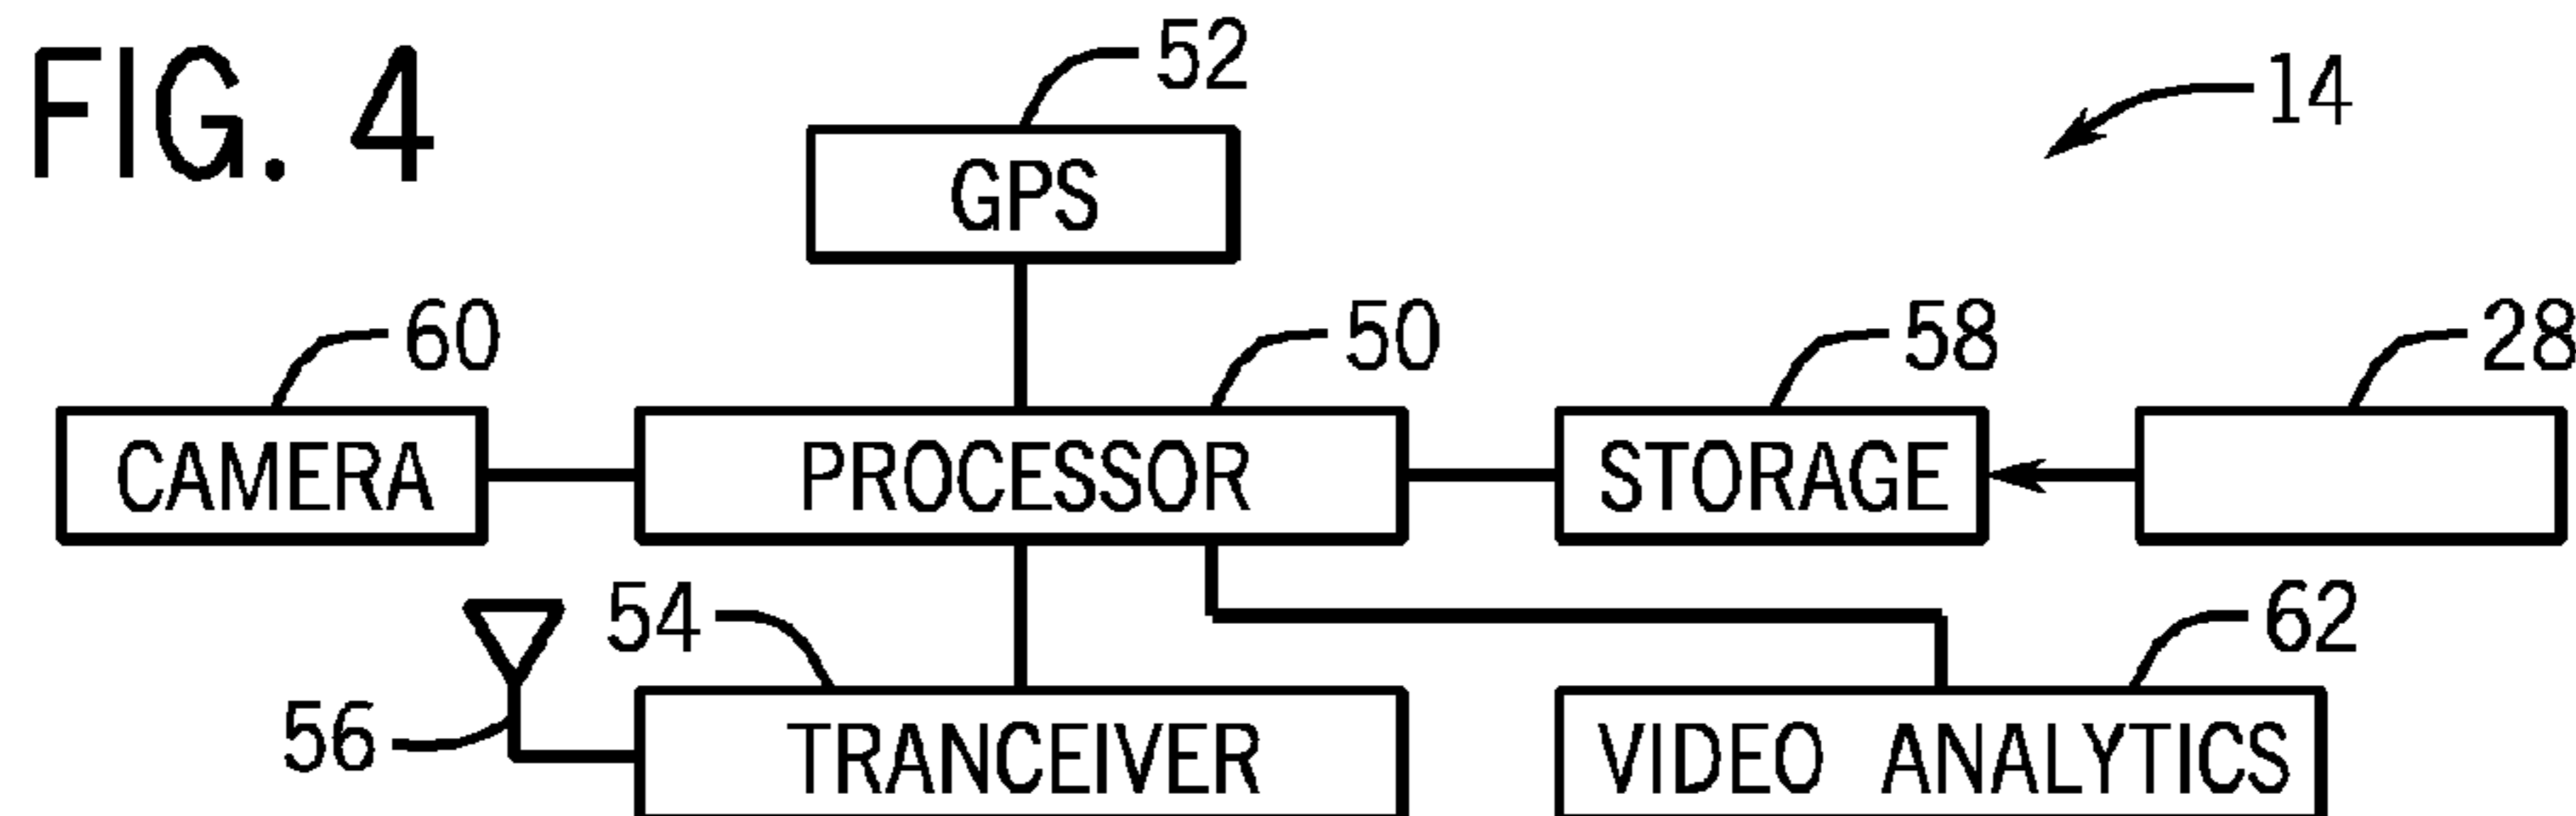 FIG. 4
52
14
GPS
60
50
58
28
CAMERA
PROCESSOR
STORAGE
54
62
56
TRANCEIVER
VIDEO ANALYTICS